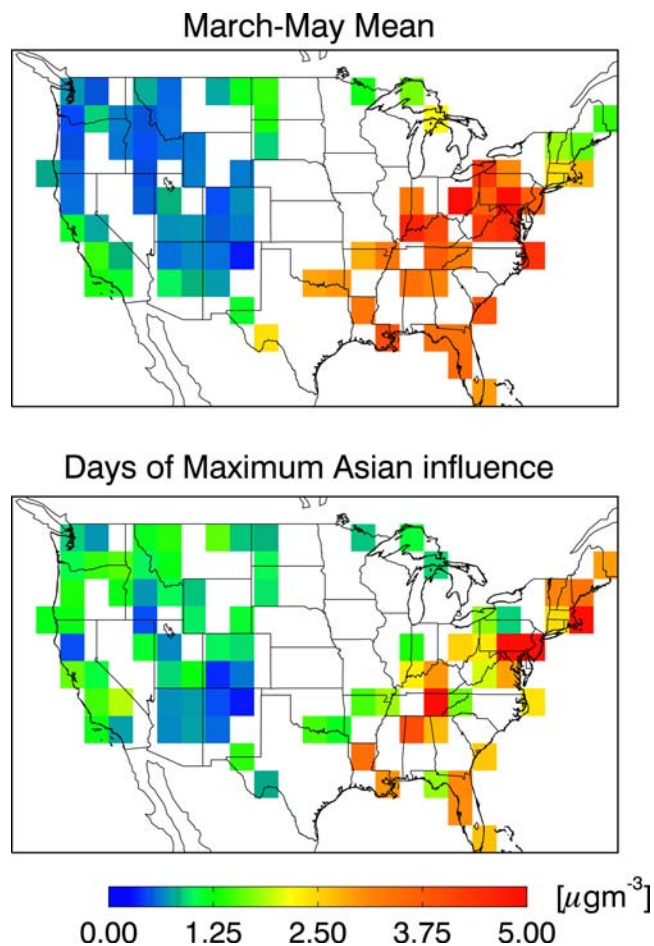 March-May Mean
Days of Maximum Asian influence
[μgm⁻³]
0.00 1.25 2.50 3.75 5.00